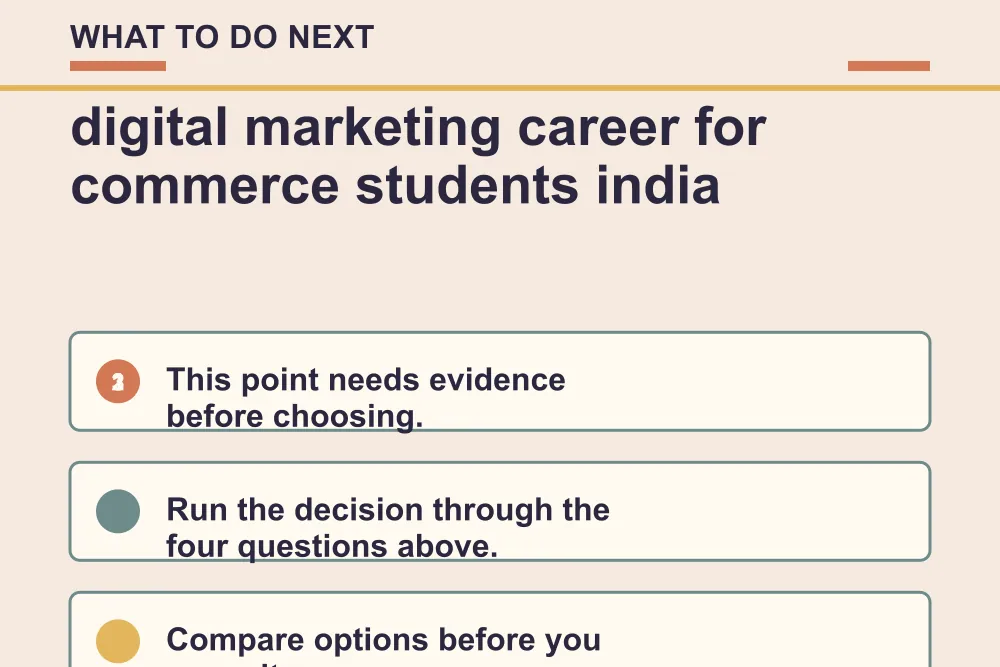 WHAT TO DO NEXT
digital marketing career for
commerce students india
This point needs evidence
before choosing.
Run the decision through the
four questions above.
Compare options before you